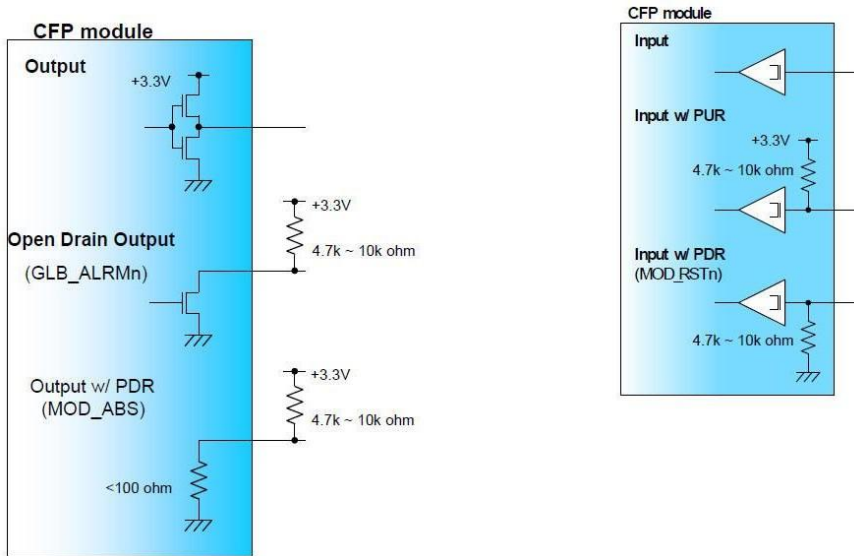 CFP module
Output
+3.3V
+3.3V
4.7k ~ 10k ohm
Open Drain Output
(GLB_ALRMn)
+3.3V
4.7k ~ 10k ohm
Output w/ PDR
(MOD_ABS)
<100 ohm
CFP module
Input
Input w/ PUR
+3.3V
4.7k ~ 10k ohm
Input w/ PDR
(MOD_RSTn)
4.7k ~ 10k ohm